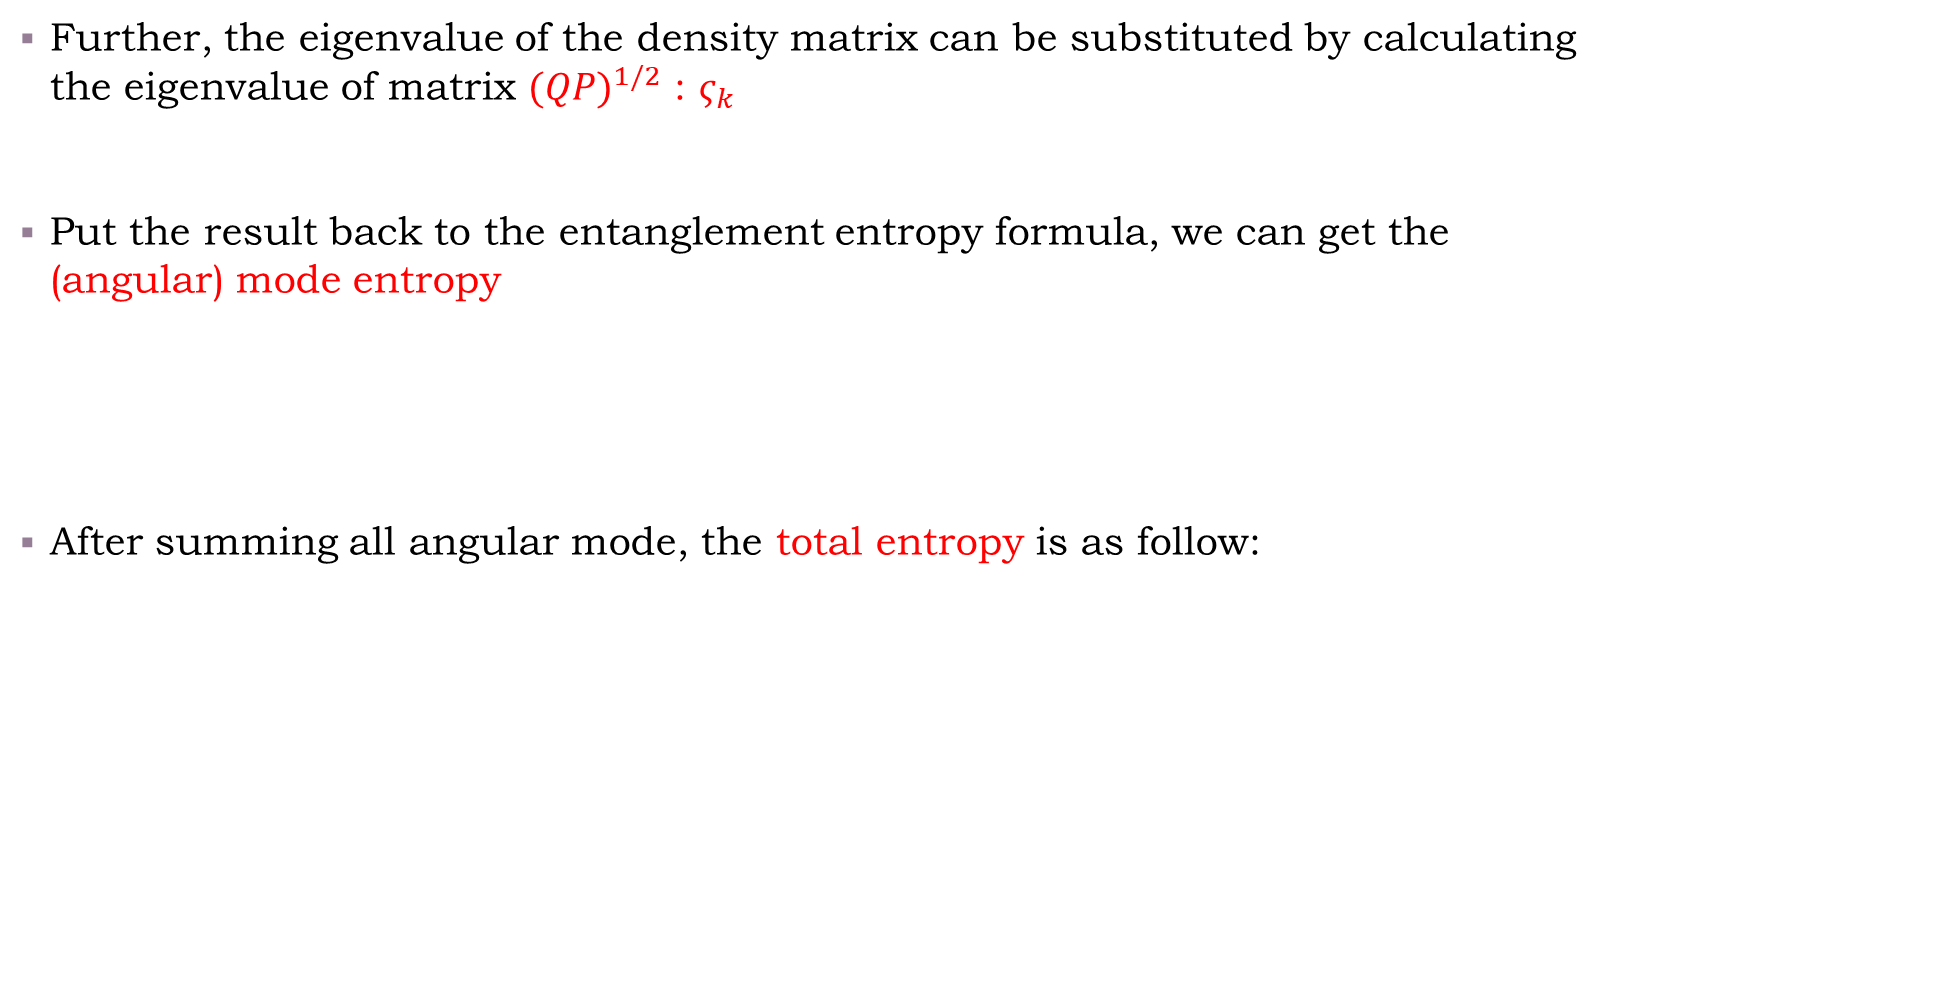 ▪ Further, the eigenvalue of the density matrix can be substituted by calculating
the eigenvalue of matrix (QP)^{1/2} : ς_k
▪ Put the result back to the entanglement entropy formula, we can get the
(angular) mode entropy
▪ After summing all angular mode, the total entropy is as follow: